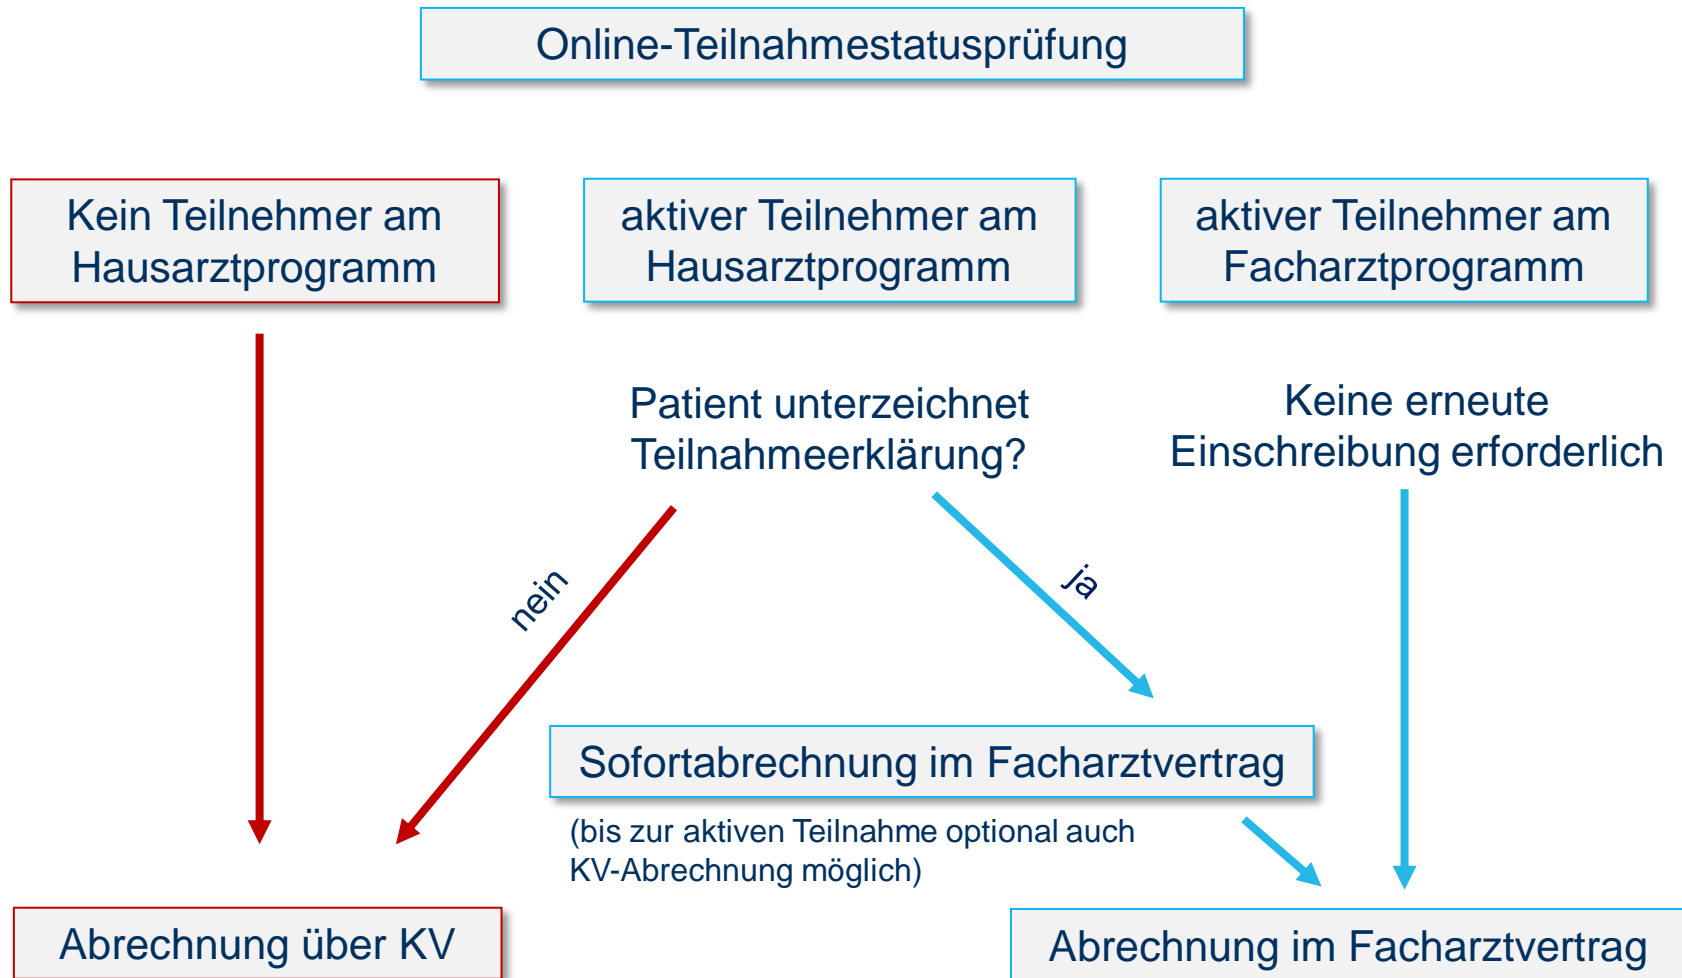 Online-Teilnahmestatusprüfung
Kein Teilnehmer am
Hausarztprogramm
aktiver Teilnehmer am
Hausarztprogramm
aktiver Teilnehmer am
Facharztprogramm
Patient unterzeichnet
Teilnahmeerklärung?
Keine erneute
Einschreibung erforderlich
nein
ja
Sofortabrechnung im Facharztvertrag
(bis zur aktiven Teilnahme optional auch
KV-Abrechnung möglich)
Abrechnung über KV
Abrechnung im Facharztvertrag